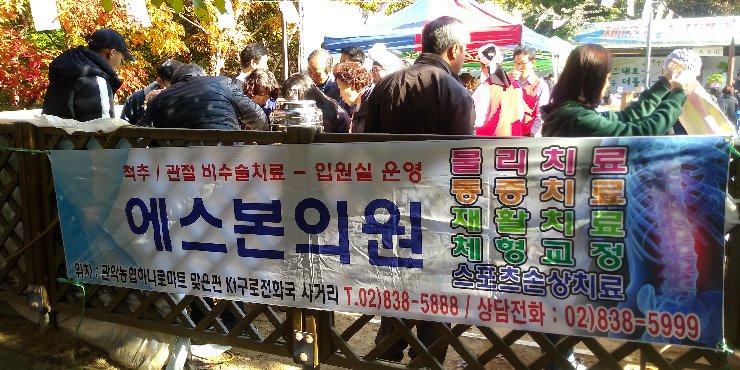 척추 / 관절 비수술치료 - 입원실 운영
에스본의원
위치 : 관악농협하나로마트 맞은편 KT구로전화국 사거리
물리치료
통증치료
재활치료
체형교정
스포츠손상치료
T.02)838-5888 / 상담전화 : 02)838-5999